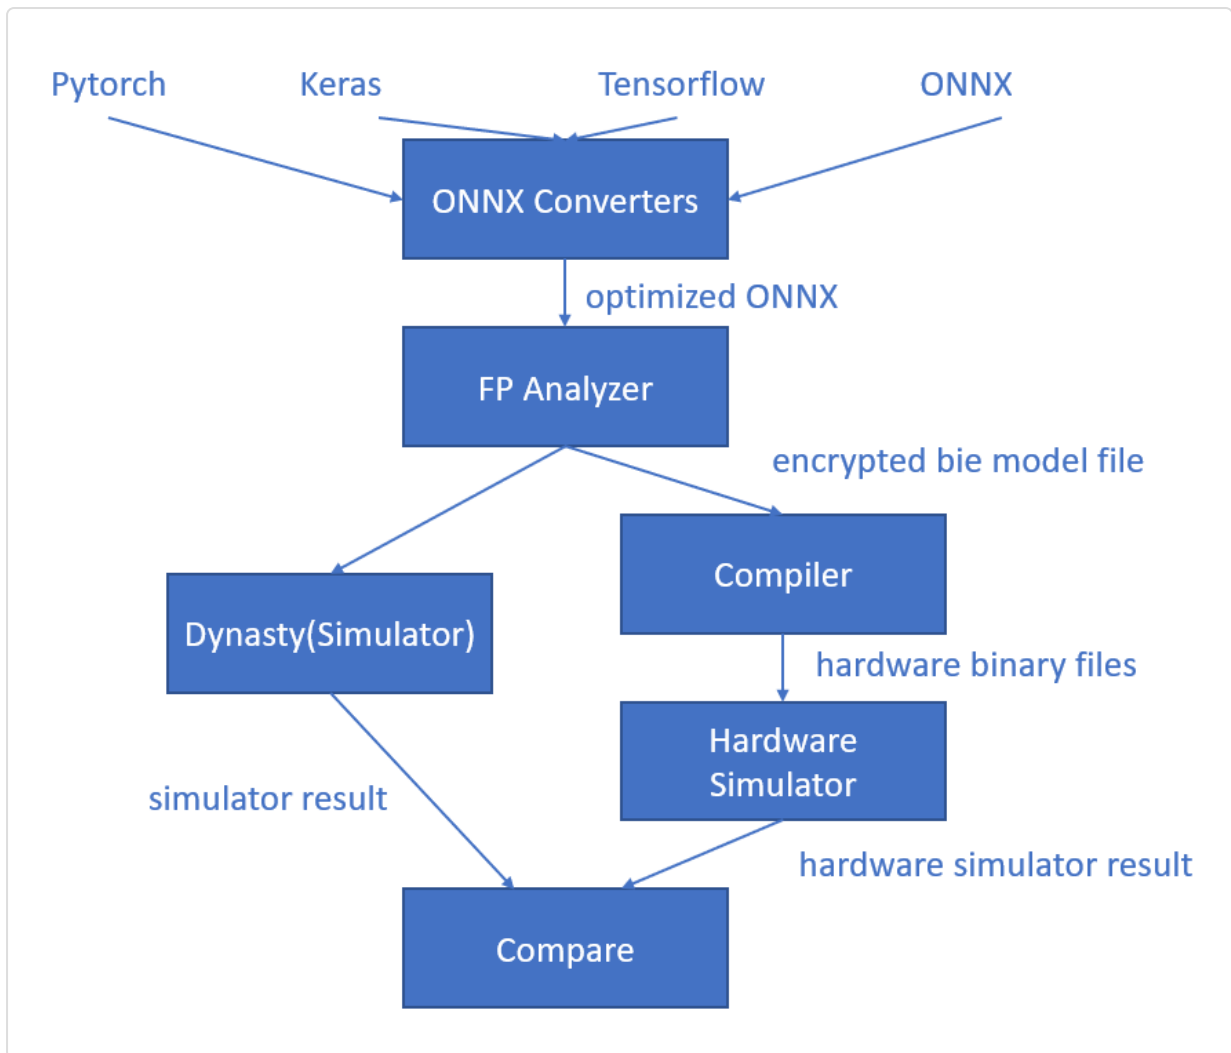 Pytorch
Keras
Tensorflow
ONNX
ONNX Converters
optimized ONNX
FP Analyzer
encrypted bie model file
Compiler
Dynasty(Simulator)
hardware binary files
Hardware
Simulator
simulator result
hardware simulator result
Compare